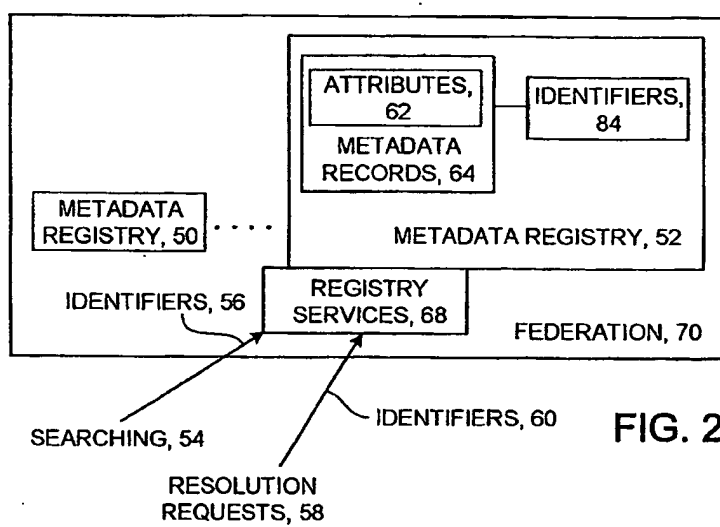 ATTRIBUTES,
62
IDENTIFIERS,
84
METADATA
RECORDS, 64
METADATA
REGISTRY, 50
. . . .
METADATA REGISTRY, 52
IDENTIFIERS, 56
REGISTRY
SERVICES, 68
FEDERATION, 70
SEARCHING, 54
IDENTIFIERS, 60
FIG. 2
RESOLUTION
REQUESTS, 58